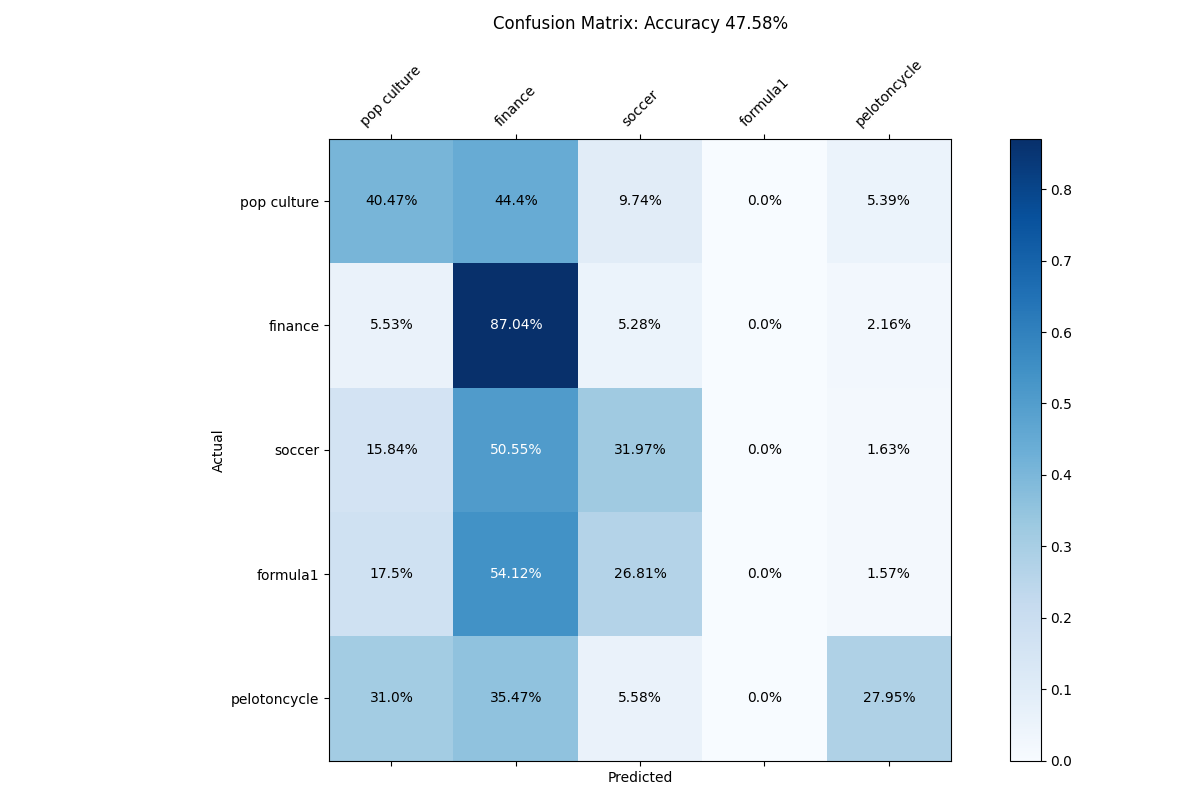 Confusion Matrix: Accuracy 47.58%
pop culture finance soccer formula1 pelotoncycle
pop culture 40.47% 44.4% 9.74% 0.0% 5.39%
finance 5.53% 87.04% 5.28% 0.0% 2.16%
soccer 15.84% 50.55% 31.97% 0.0% 1.63%
formula1 17.5% 54.12% 26.81% 0.0% 1.57%
pelotoncycle 31.0% 35.47% 5.58% 0.0% 27.95%
Actual
Predicted
0.8
0.7
0.6
0.5
0.4
0.3
0.2
0.1
0.0